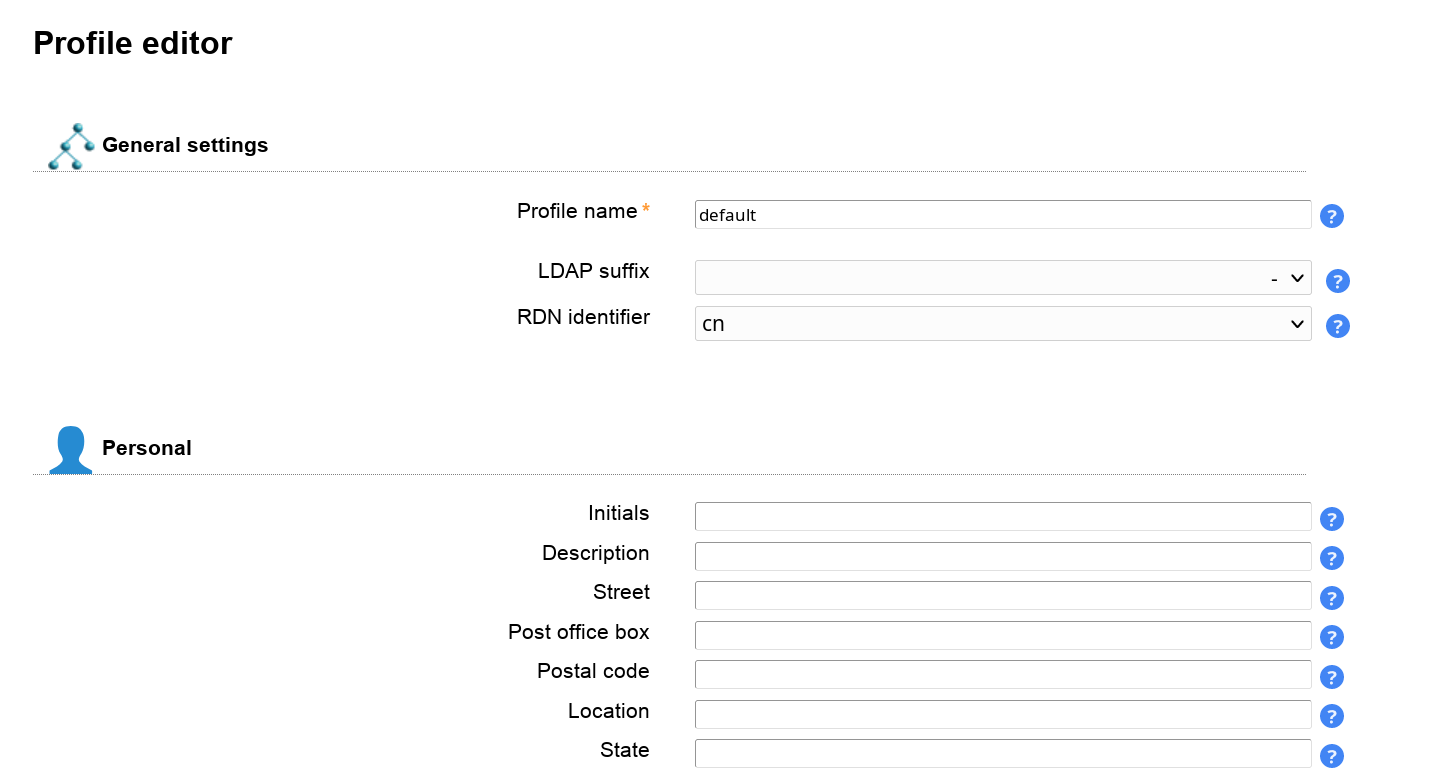 Profile editor
General settings
Profile name * default ?
LDAP suffix - ?
RDN identifier cn ?
Personal
Initials ?
Description ?
Street ?
Post office box ?
Postal code ?
Location ?
State ?